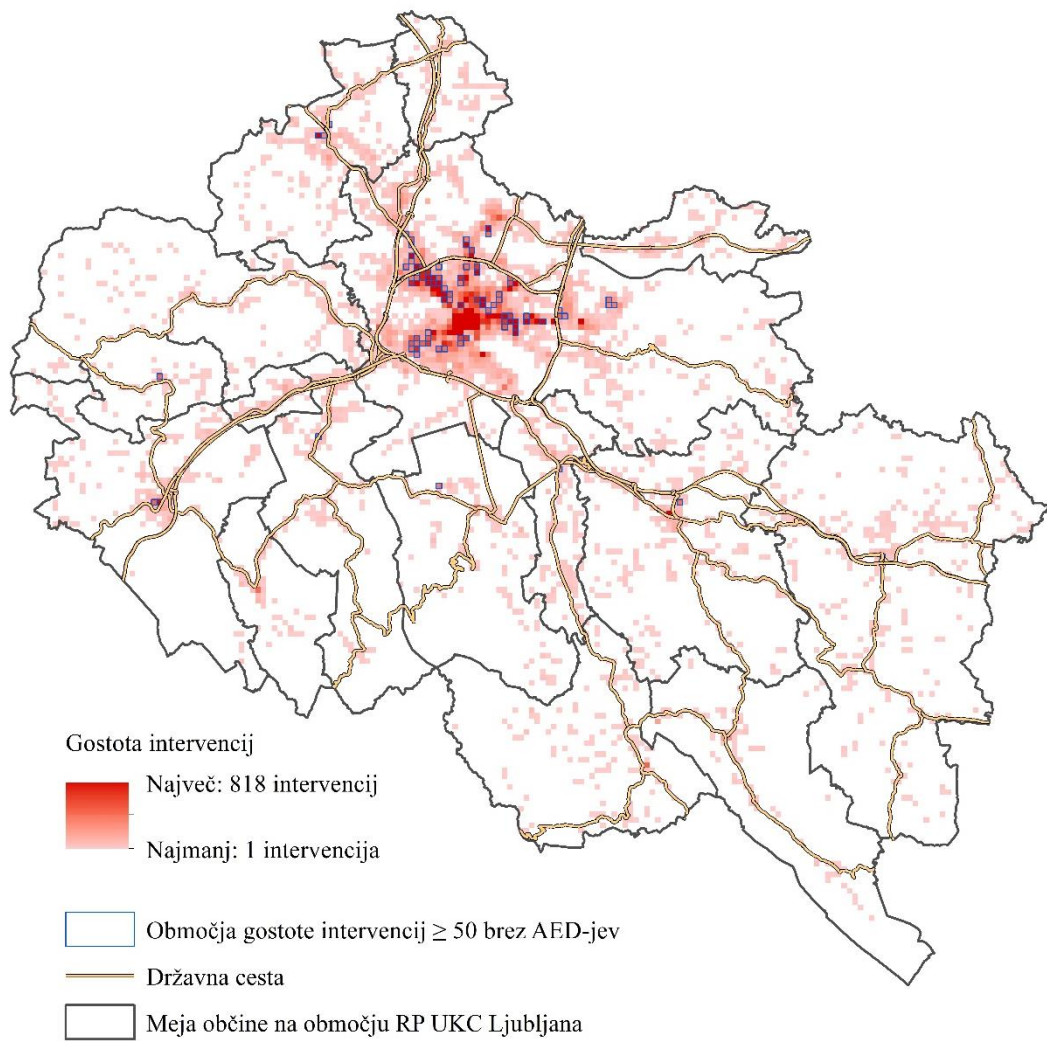 Gostota intervencij
Največ: 818 intervencij
Najmanj: 1 intervencija
Območja gostote intervencij ≥ 50 brez AED-jev
Državna cesta
Meja občine na območju RP UKC Ljubljana